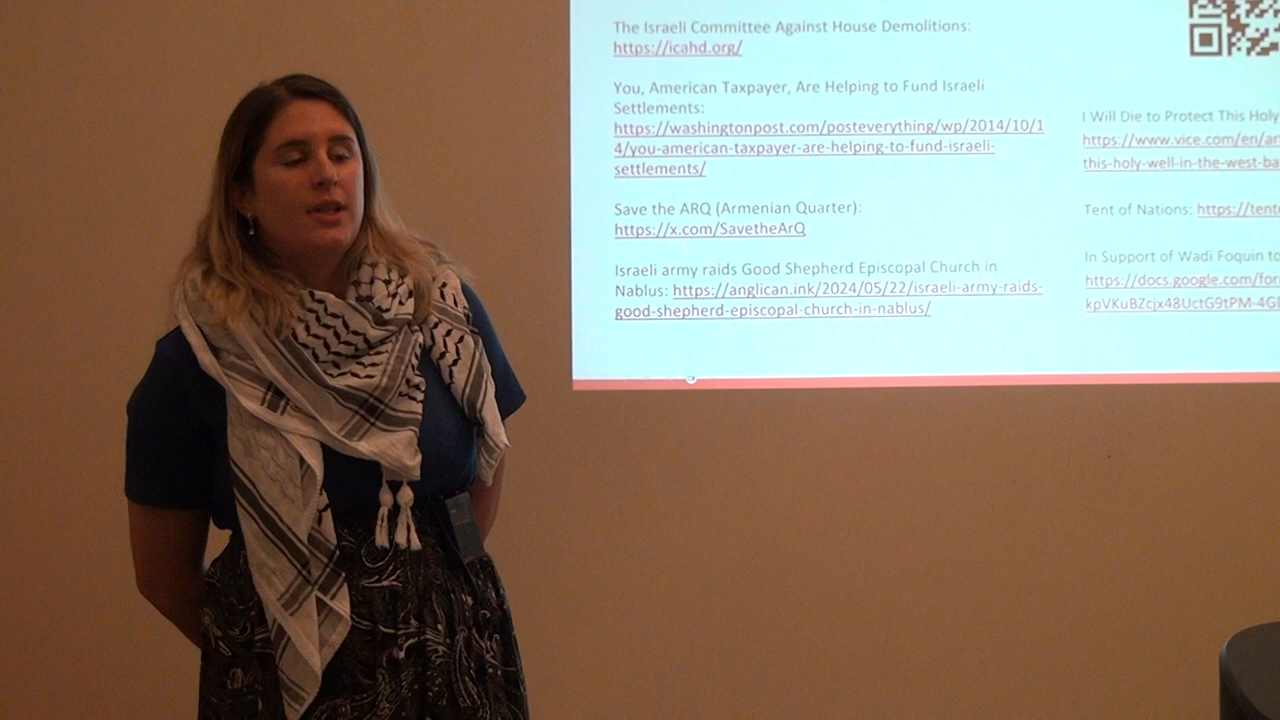 The Israeli Committee Against House Demolitions:
https://icahd.org/
You, American Taxpayer, Are Helping to Fund Israeli
Settlements:
https://washingtonpost.com/posteverything/wp/2014/10/1
4/you-american-taxpayer-are-helping-to-fund-israeli-
settlements/
Save the ARQ (Armenian Quarter):
https://x.com/SavetheArQ
Israeli army raids Good Shepherd Episcopal Church in
Nablus: https://anglican.ink/2024/05/22/israeli-army-raids-
good-shepherd-episcopal-church-in-nablus/
I Will Die to Protect This Holy
https://www.vice.com/en/ar
this-holy-well-in-the-west-ba
Tent of Nations: https://tent
In Support of Wadi Foquin to
https://docs.google.com/for